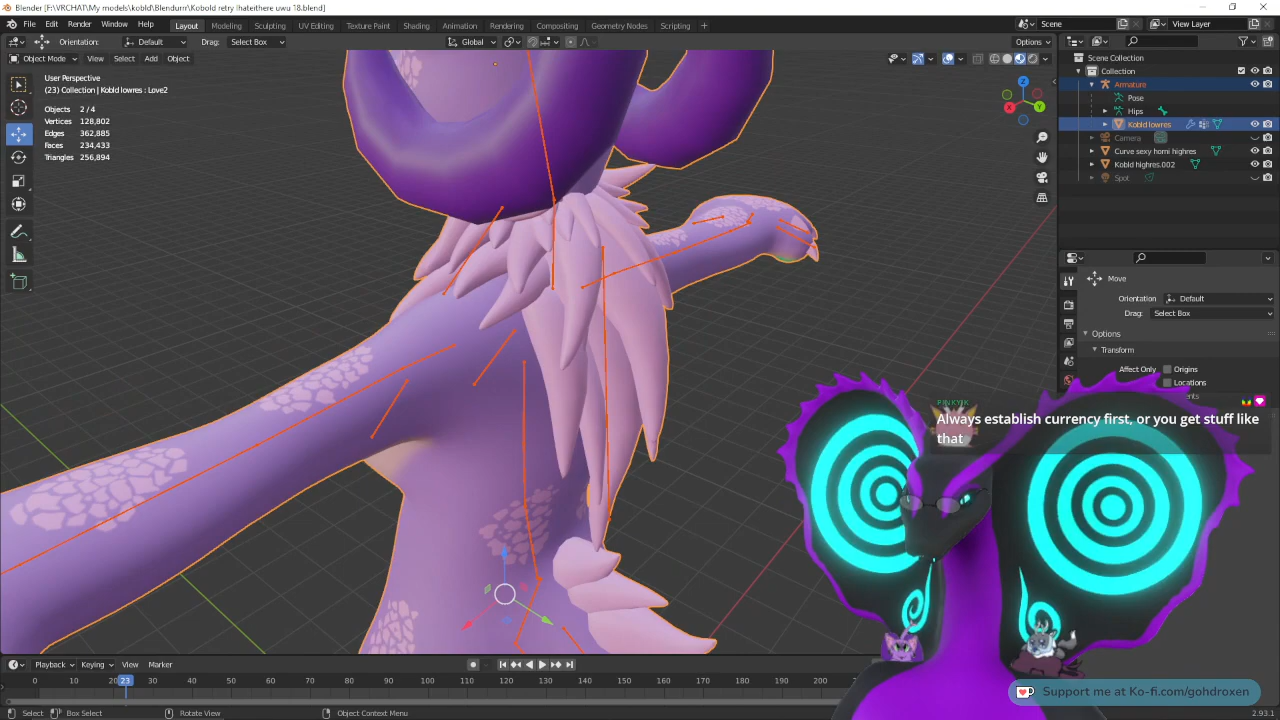 Blender [F:\VRCHAT\My models\kobld\Blendurrr\Kobold retry Ihateithere uwu 18.blend]
File Edit Render Window Help Layout Modeling Sculpting UV Editing Texture Paint Shading Animation Rendering Compositing Geometry Nodes Scripting + Scene View Layer
Orientation: Default Drag: Select Box Global Options
Object Mode View Select Add Object
User Perspective
(23) Collection | Kobld lowres : Love2
Objects 2 / 4
Vertices 128,802
Edges 362,885
Faces 234,433
Triangles 256,894
X
Y
Z
Scene Collection
Collection
Armature
Pose
Hips
Kobld lowres
Camera
Curve sexy homi highres
Kobld highres.002
Spot
Move
Orientation Default
Drag: Select Box
Options
Transform
Affect Only Origins
Locations
Always establish currency first, or you get stuff like
that
Support me at Ko-fi.com/gohdroxen
Playback Keying View Marker
0 10 20 23 30 40 50 60 70 80 90 100 110 120 130 140 150 160 170 180 190 200
Select Box Select Rotate View Object Context Menu 2.93.1